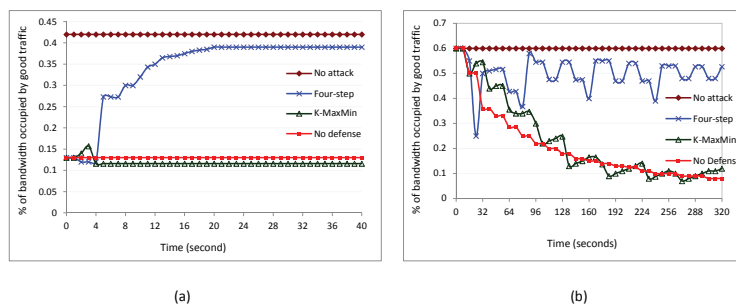 0.45
0.4
0.35
0.3
0.25
0.2
0.15
0.1
0.05
0
% of bandwidth occupied by good traffic
No attack
Four-step
K-MaxMin
No defense
0 4 8 12 16 20 24 28 32 36 40
Time (second)
(a)
0.7
0.6
0.5
0.4
0.3
0.2
0.1
0
% of bandwidth occupied by good traffic
No attack
Four-step
K-MaxMin
No Defense
0 32 64 96 128 160 192 224 256 288 320
Time (seconds)
(b)